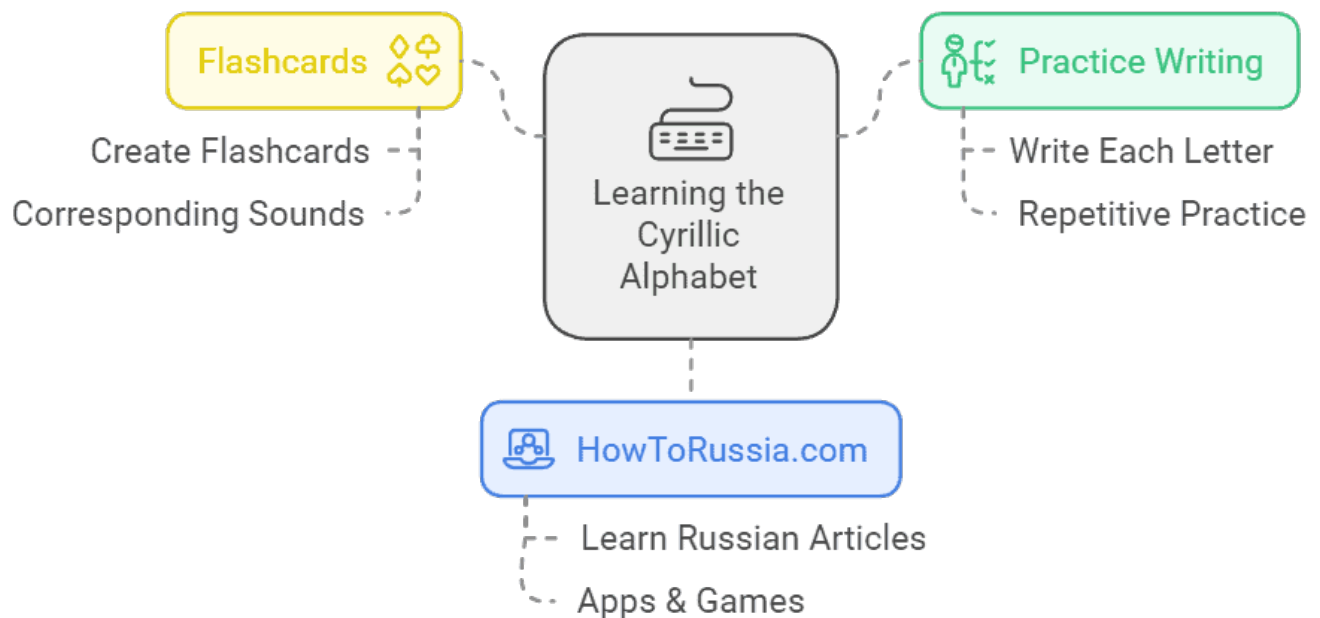 Flashcards
Create Flashcards
Corresponding Sounds
Learning the
Cyrillic
Alphabet
Practice Writing
Write Each Letter
Repetitive Practice
HowToRussia.com
Learn Russian Articles
Apps & Games